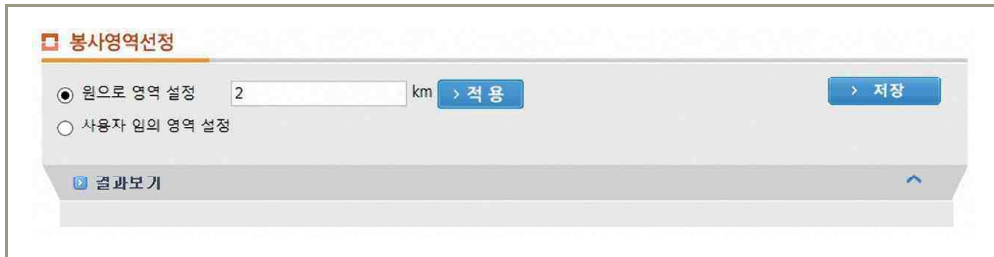 봉사영역선정
원으로 영역 설정 2 km > 적 용 > 저장
사용자 임의 영역 설정
결과보기